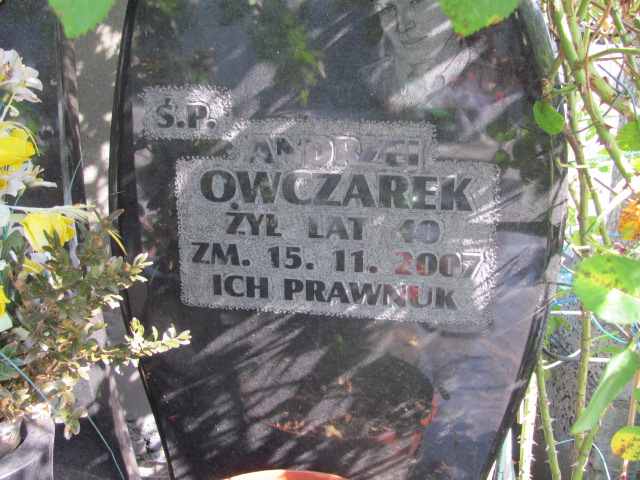 Ś.P.
ANDRZEJ
OWCZAREK
ŻYŁ LAT 40
ZM. 15. 11. 2007
ICH PRAWNUK